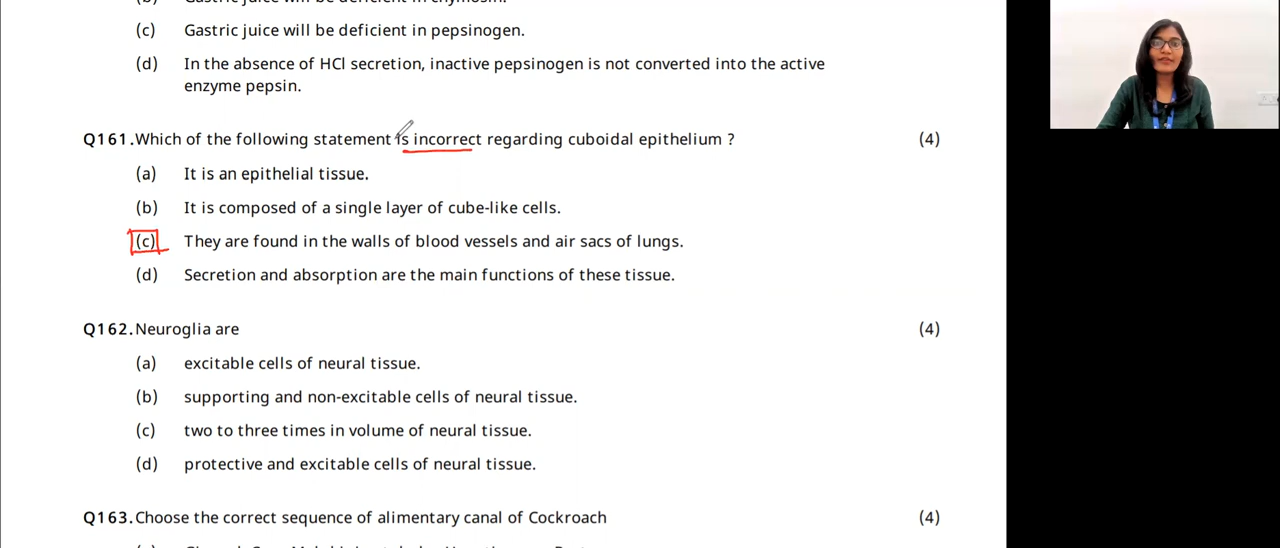 (c) Gastric juice will be deficient in pepsinogen.
(d) In the absence of HCl secretion, inactive pepsinogen is not converted into the active
enzyme pepsin.
Q161. Which of the following statement is incorrect regarding cuboidal epithelium ? (4)
(a) It is an epithelial tissue.
(b) It is composed of a single layer of cube-like cells.
(c) They are found in the walls of blood vessels and air sacs of lungs.
(d) Secretion and absorption are the main functions of these tissue.
Q162. Neuroglia are (4)
(a) excitable cells of neural tissue.
(b) supporting and non-excitable cells of neural tissue.
(c) two to three times in volume of neural tissue.
(d) protective and excitable cells of neural tissue.
Q163. Choose the correct sequence of alimentary canal of Cockroach (4)